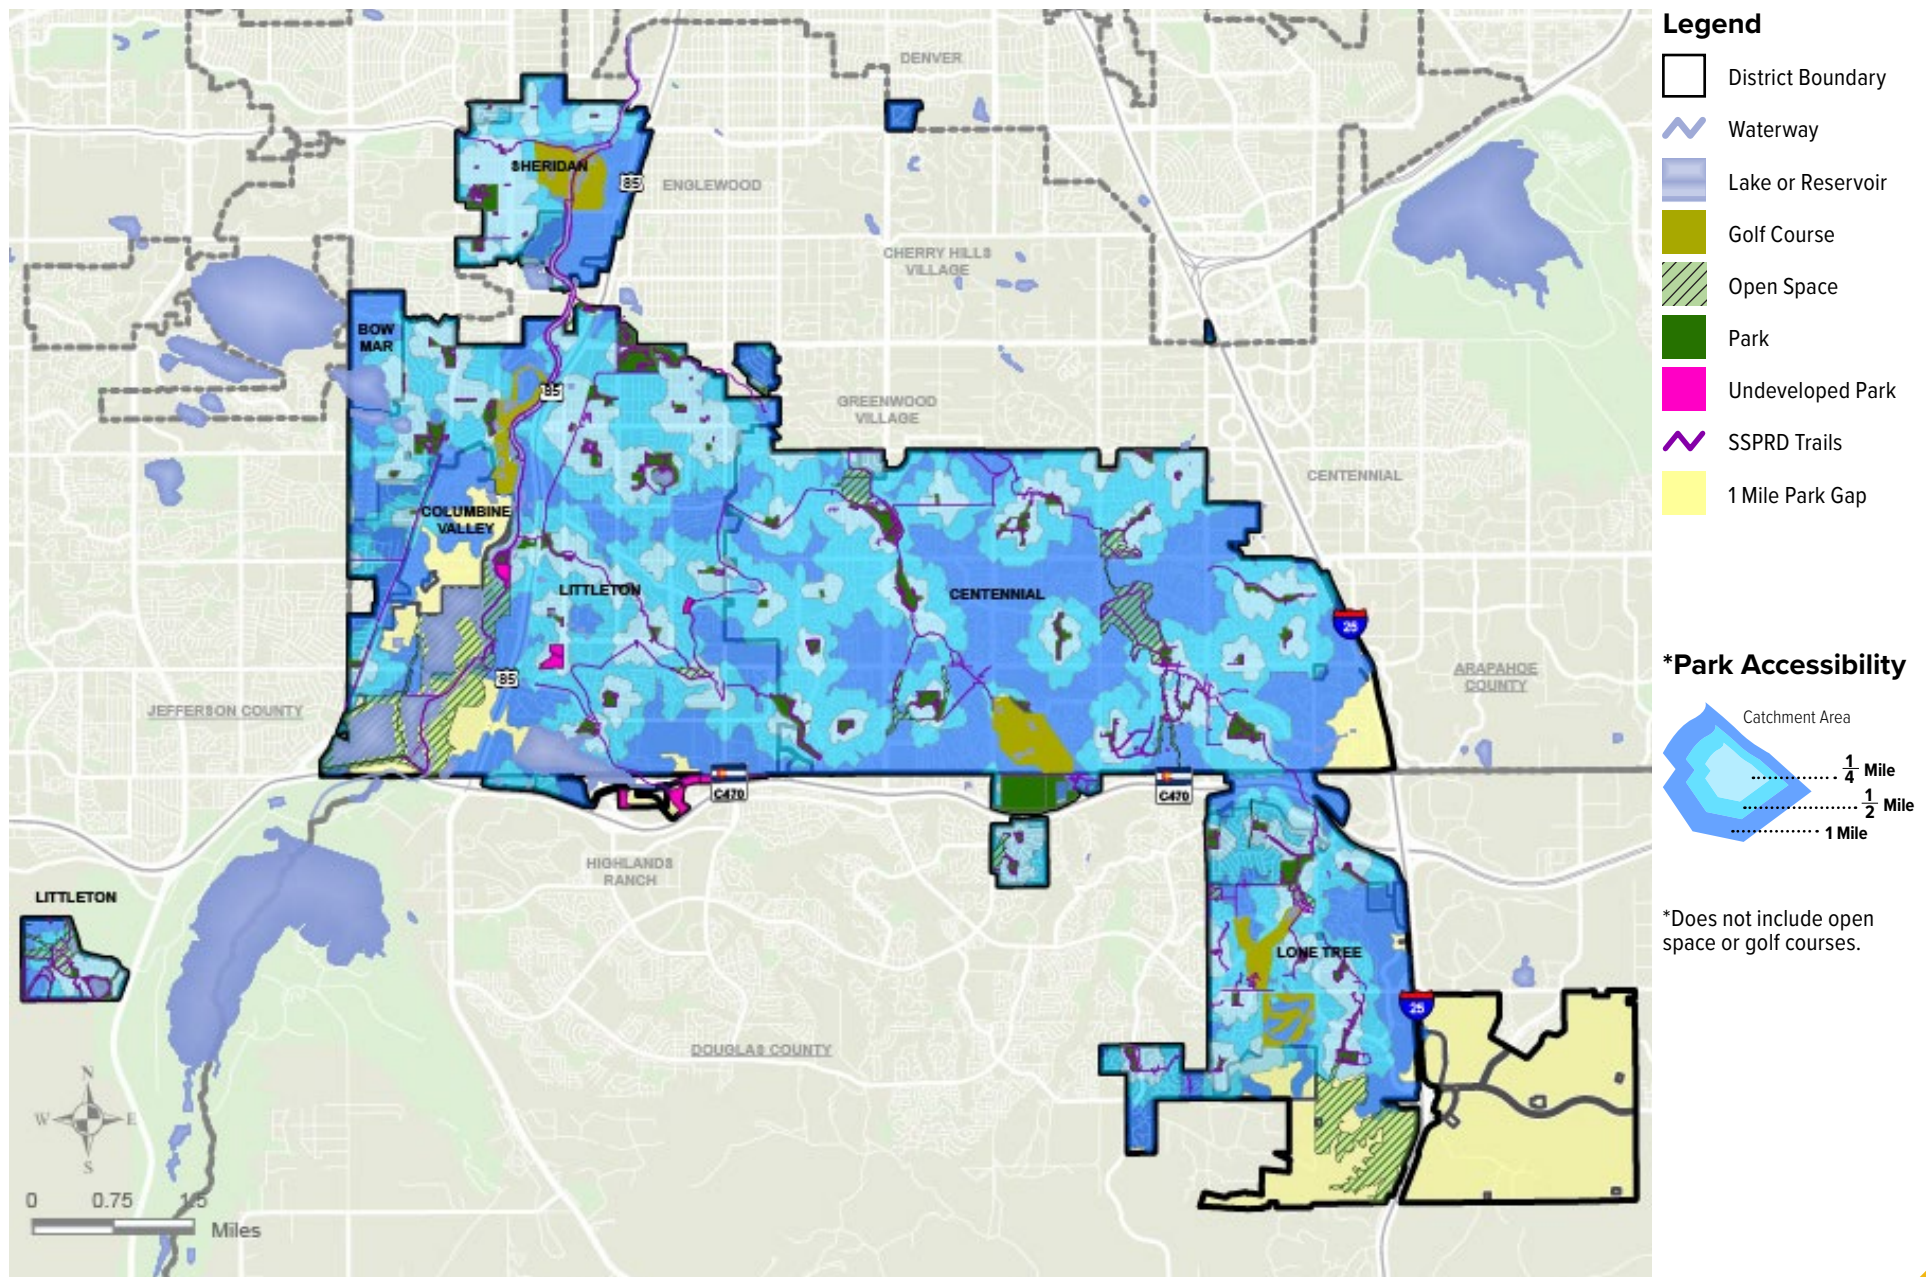 DENVER
SHERIDAN
85
ENGLEWOOD
CHERRY HILLS
VILLAGE
BOW
MAR
85
GREENWOOD
VILLAGE
CENTENNIAL
COLUMBINE
VALLEY
LITTLETON
CENTENNIAL
25
85
ARAPAHOE
COUNTY
JEFFERSON COUNTY
C470
C470
HIGHLANDS
RANCH
LITTLETON
LONE TREE
25
DOUGLAS COUNTY
N
W
E
S
0 0.75 1.5
Miles
Legend
District Boundary
Waterway
Lake or Reservoir
Golf Course
Open Space
Park
Undeveloped Park
SSPRD Trails
1 Mile Park Gap
*Park Accessibility
Catchment Area
1/4 Mile
1/2 Mile
1 Mile
*Does not include open
space or golf courses.